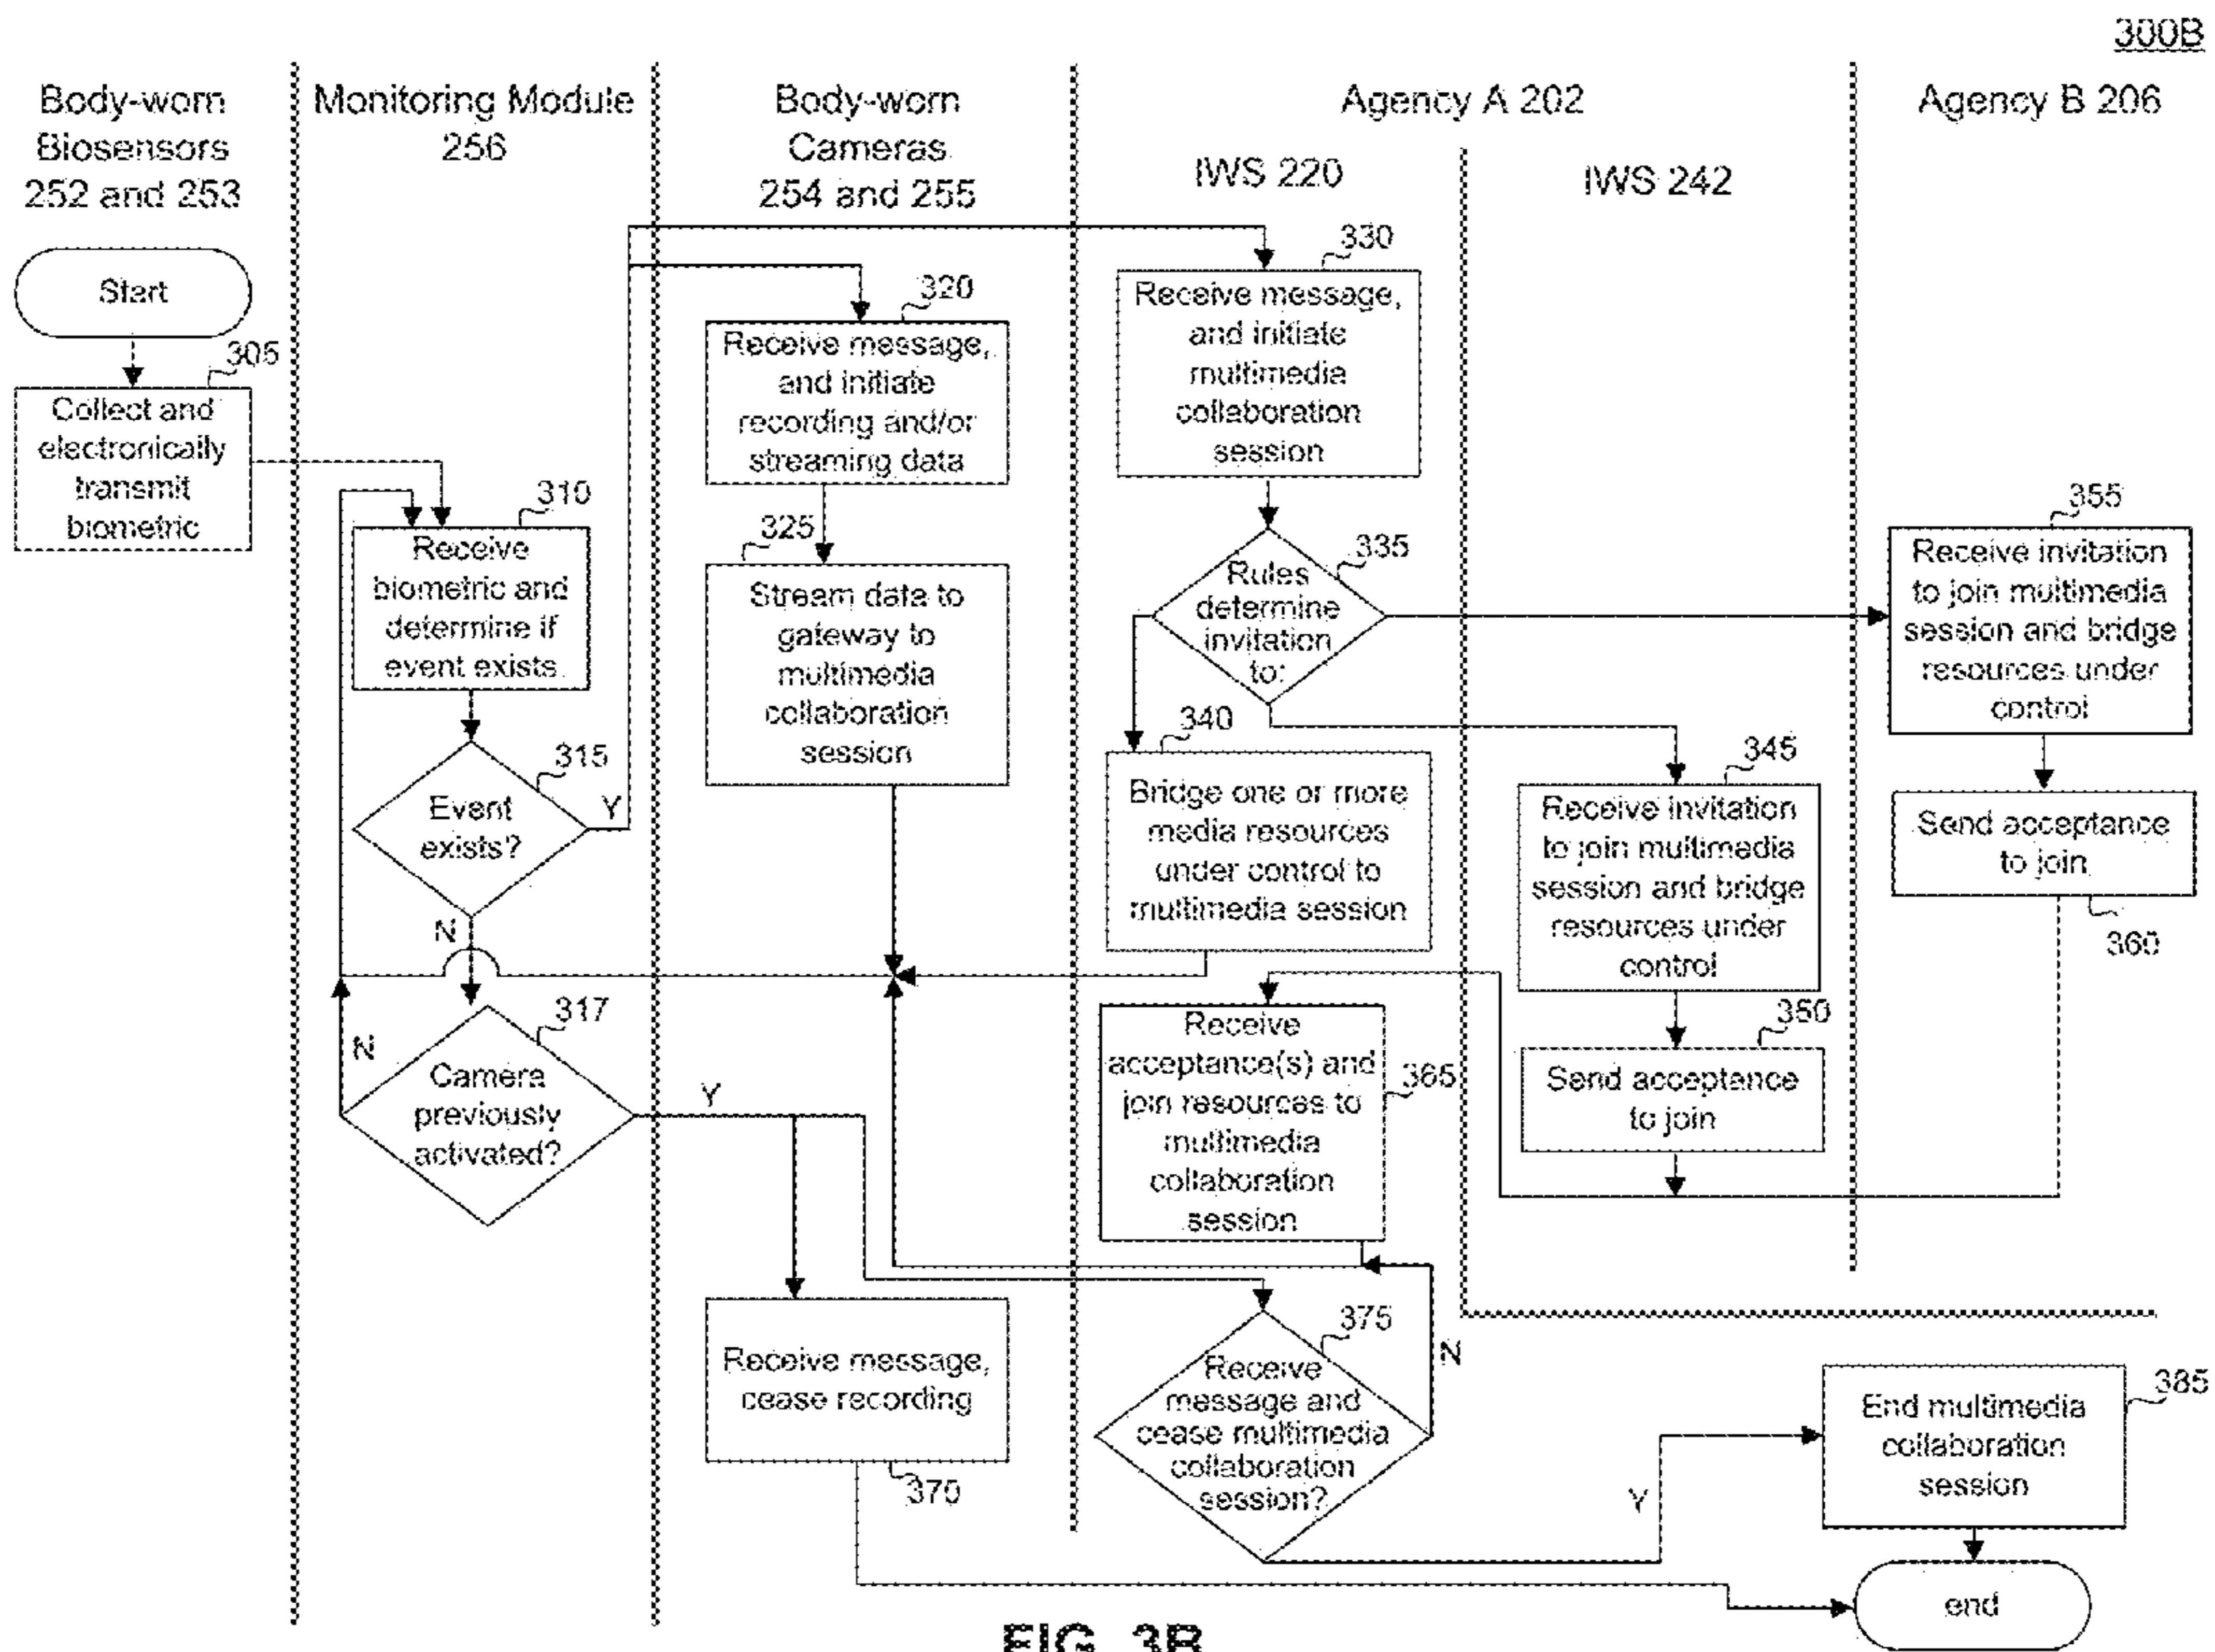 300B
Body-worn
Biosensors
252 and 253
Monitoring Module
256
Body-worn
Cameras
254 and 255
Agency A 202
IWS 220
IWS 242
Agency B 206
Start
305
Collect and
electronically
transmit
biometric
310
Receive
biometric and
determine if
event exists
315
Event
exists?
Y
N
317
Camera
previously
activated?
N
Y
320
Receive message,
and initiate
recording and/or
streaming data
325
Stream data to
gateway to
multimedia
collaboration
session
330
Receive message,
and initiate
multimedia
collaboration
session
335
Rules
determine
invitation
to:
340
Bridge one or more
media resources
under control to
multimedia session
345
Receive invitation
to join multimedia
session and bridge
resources under
control
350
Send acceptance
to join
355
Receive invitation
to join multimedia
session and bridge
resources under
control
Send acceptance
to join
360
Receive
acceptance(s) and
join resources to
multimedia
collaboration
session
365
Receive message,
cease recording
370
375
Receive
message and
cease multimedia
collaboration
session?
N
Y
385
End multimedia
collaboration
session
end
FIG. 3B